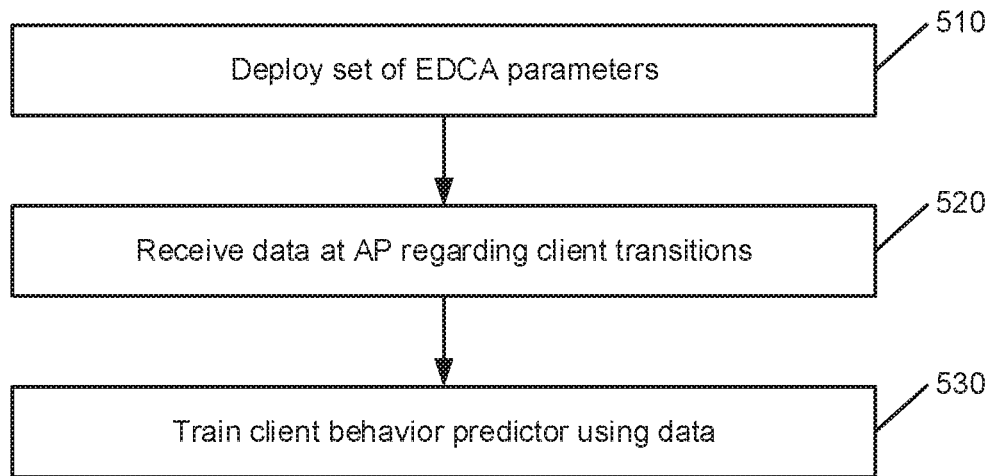 510
Deploy set of EDCA parameters
520
Receive data at AP regarding client transitions
530
Train client behavior predictor using data